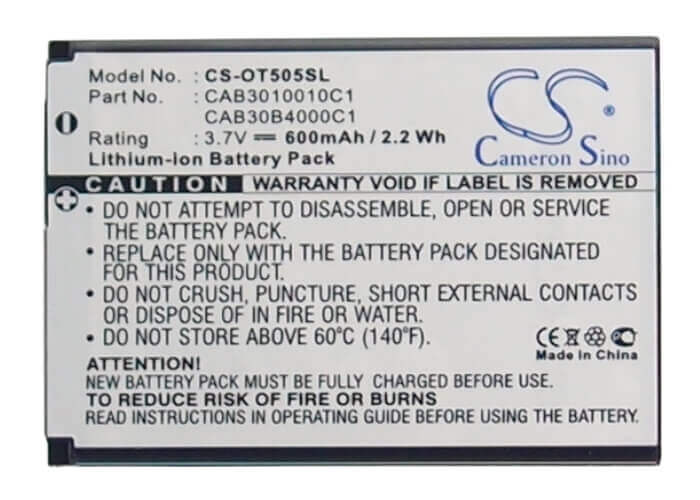 Model No. : CS-OT505SL
Part No. : CAB3010010C1
CAB30B4000C1
Rating : 3.7V 600mAh / 2.2 Wh
Lithium-ion Battery Pack
CS
Cameron Sino
CAUTION WARRANTY VOID IF LABEL IS REMOVED
• DO NOT ATTEMPT TO DISASSEMBLE, OPEN OR SERVICE
THE BATTERY PACK.
• REPLACE ONLY WITH THE BATTERY PACK DESIGNATED
FOR THIS EQUIPMENT.
• DO NOT CRUSH, PUNCTURE, SHORT EXTERNAL CONTACTS
OR DISPOSE OF IN FIRE OR WATER.
• DO NOT STORE ABOVE 60°C (140°F).
CE
Made In China
ATTENTION!
NEW BATTERY PACK MUST BE FULLY CHARGED BEFORE USE.
TO REDUCE RISK OF FIRE OR BURNS
READ INSTRUCTIONS IN OPERATING GUIDE BEFORE USING THE BATTERY.